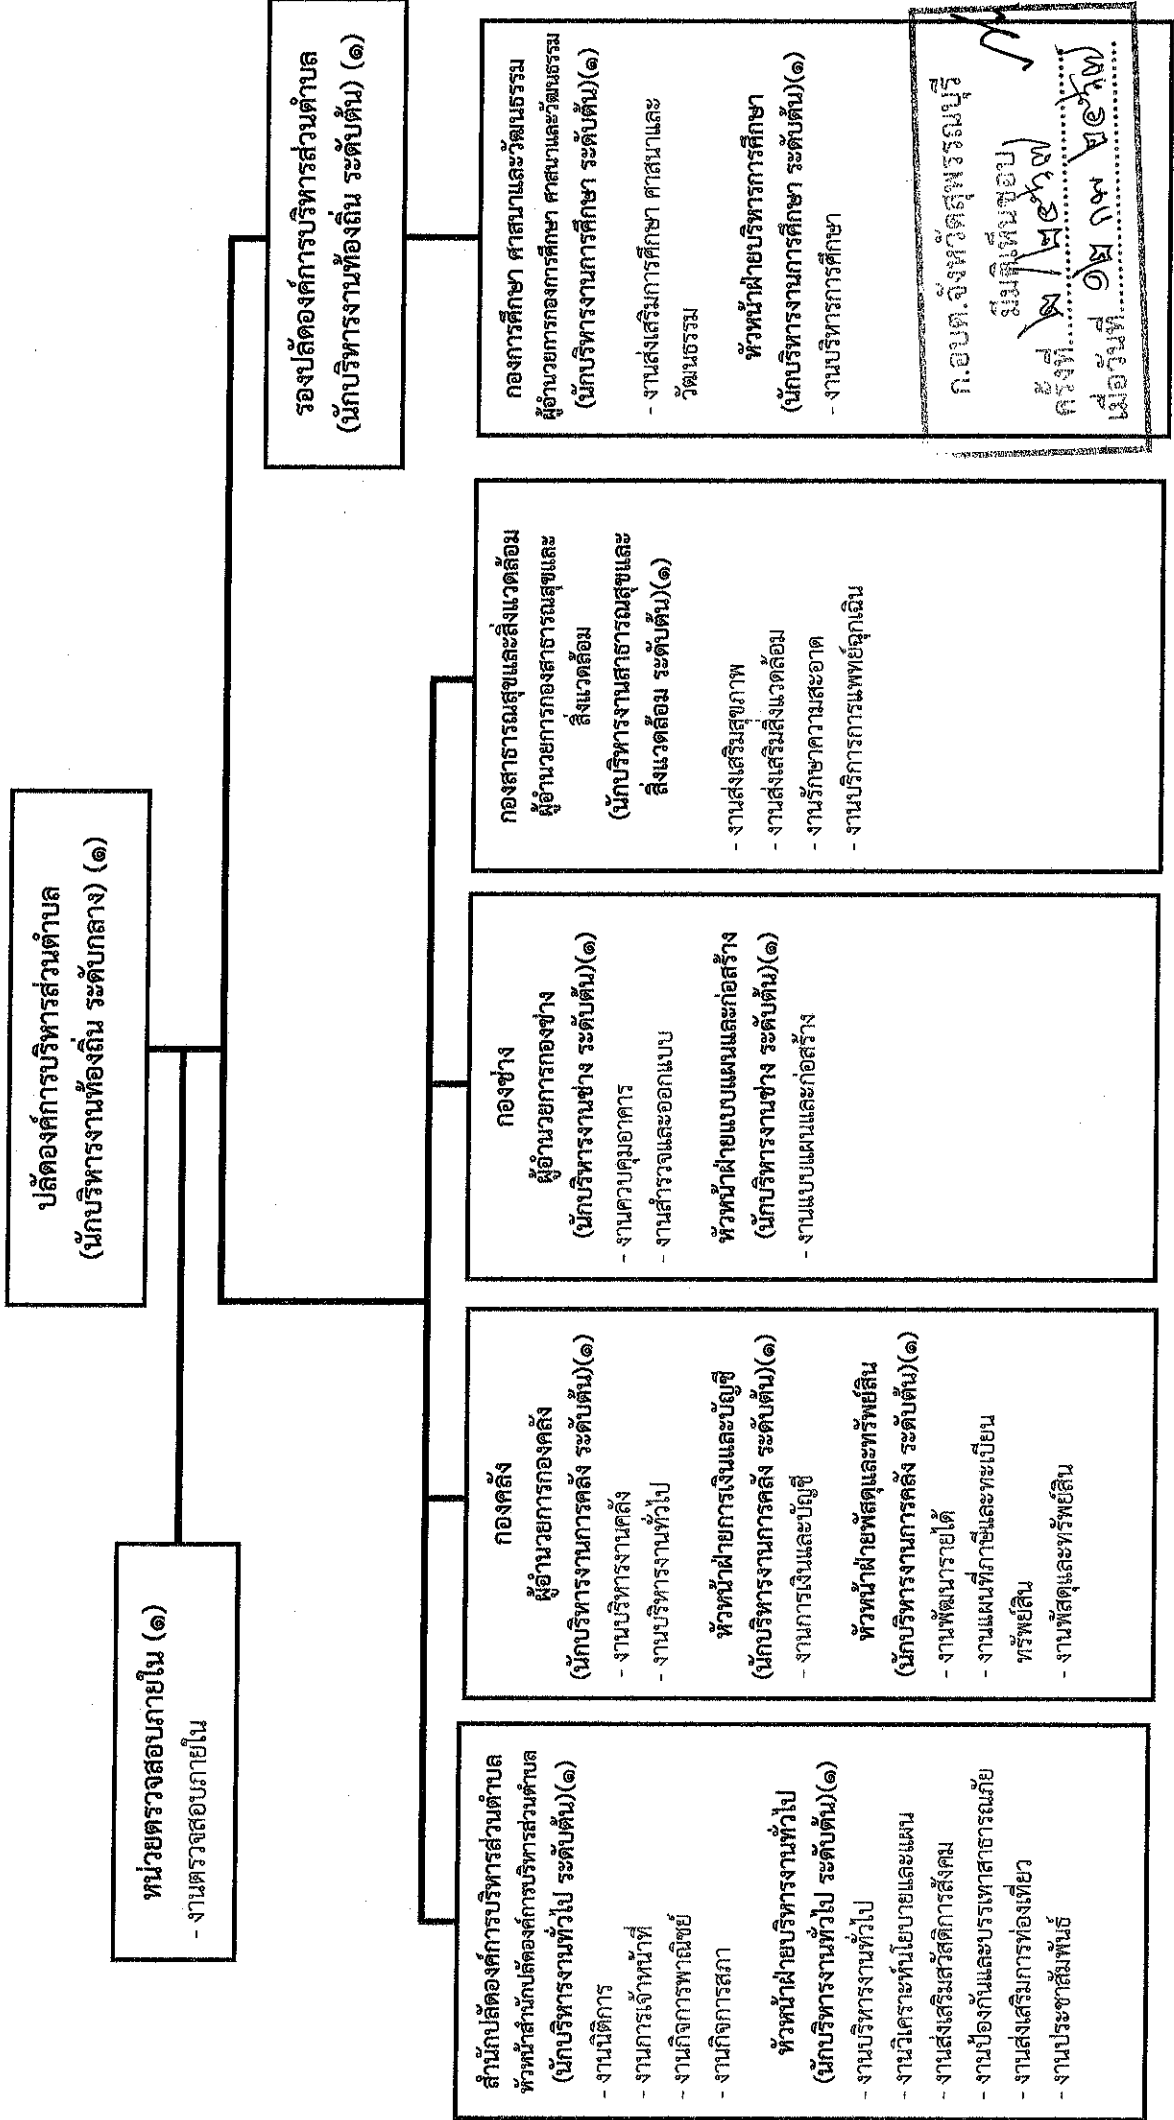 ปลัดองค์การบริหารส่วนตำบล
(นักบริหารงานท้องถิ่น ระดับกลาง) (๑)
หน่วยตรวจสอบภายใน (๑)
- งานตรวจสอบภายใน
รองปลัดองค์การบริหารส่วนตำบล
(นักบริหารงานท้องถิ่น ระดับต้น) (๑)
สำนักปลัดองค์การบริหารส่วนตำบล
หัวหน้าสำนักปลัดองค์การบริหารส่วนตำบล
(นักบริหารงานทั่วไป ระดับต้น)(๑)
- งานนิติการ
- งานการเจ้าหน้าที่
- งานกิจการพาณิชย์
- งานกิจการสภา
หัวหน้าฝ่ายบริหารงานทั่วไป
(นักบริหารงานทั่วไป ระดับต้น)(๑)
- งานบริหารงานทั่วไป
- งานวิเคราะห์นโยบายและแผน
- งานส่งเสริมสวัสดิการสังคม
- งานป้องกันและบรรเทาสาธารณภัย
- งานส่งเสริมการท่องเที่ยว
- งานประชาสัมพันธ์
กองคลัง
ผู้อำนวยการกองคลัง
(นักบริหารงานการคลัง ระดับต้น)(๑)
- งานบริหารงานคลัง
- งานบริหารงานทั่วไป
หัวหน้าฝ่ายการเงินและบัญชี
(นักบริหารงานการคลัง ระดับต้น)(๑)
- งานการเงินและบัญชี
หัวหน้าฝ่ายพัสดุและทรัพย์สิน
(นักบริหารงานการคลัง ระดับต้น)(๑)
- งานพัฒนารายได้
- งานแผนที่ภาษีและทะเบียน
ทรัพย์สิน
- งานพัสดุและทรัพย์สิน
กองช่าง
ผู้อำนวยการกองช่าง
(นักบริหารงานช่าง ระดับต้น)(๑)
- งานควบคุมอาคาร
- งานสำรวจและออกแบบ
หัวหน้าฝ่ายแบบแผนและก่อสร้าง
(นักบริหารงานช่าง ระดับต้น)(๑)
- งานแบบแผนและก่อสร้าง
กองสาธารณสุขและสิ่งแวดล้อม
ผู้อำนวยการกองสาธารณสุขและ
สิ่งแวดล้อม
(นักบริหารงานสาธารณสุขและ
สิ่งแวดล้อม ระดับต้น)(๑)
- งานส่งเสริมสุขภาพ
- งานส่งเสริมสิ่งแวดล้อม
- งานรักษาความสะอาด
- งานบริการการแพทย์ฉุกเฉิน
กองการศึกษา ศาสนาและวัฒนธรรม
ผู้อำนวยการกองการศึกษา ศาสนาและวัฒนธรรม
(นักบริหารงานการศึกษา ระดับต้น)(๑)
- งานส่งเสริมการศึกษา ศาสนาและ
วัฒนธรรม
หัวหน้าฝ่ายบริหารการศึกษา
(นักบริหารงานการศึกษา ระดับต้น)(๑)
- งานบริหารการศึกษา
ก.อบต.จังหวัดสุพรรณบุรี
มีมติเห็นชอบ
ครั้งที่
เมื่อวันที่